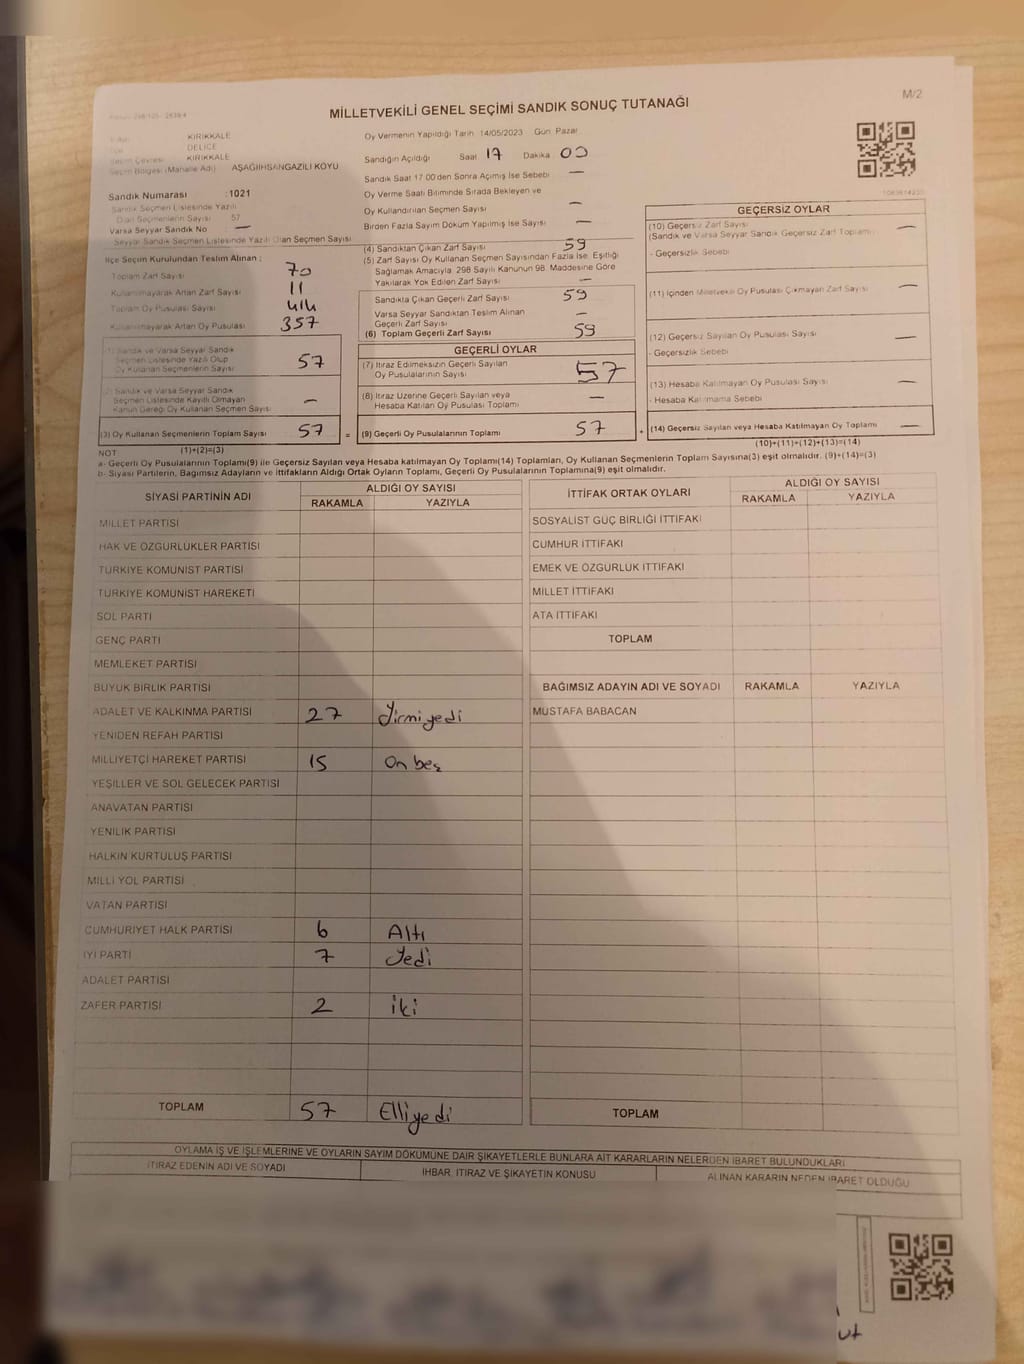 M/2
MİLLETVEKİLİ GENEL SEÇİMİ SANDIK SONUÇ TUTANAĞI
KIRIKKALE
DELİCE
Seçim Çevresi KIRIKKALE
Seçim Bölgesi (Mahalle Adı) AŞAĞIİHSANGAZİLİ KÖYÜ
Sandık Numarası :1021
Sandık Seçmen Listesinde Yazılı
Olan Seçmenlerin Sayısı 57
Varsa Seyyar Sandık No —
Seyyar Sandık Seçmen Listesinde Yazılı Olan Seçmen Sayısı
İlçe Seçim Kurulundan Teslim Alınan ;
Toplam Zarf Sayısı 70
Kullanılmayarak Artan Zarf Sayısı 11
Toplam Oy Pusulası Sayısı 414
Kullanılmayarak Artan Oy Pusulası 357
(1) Sandık ve Varsa Seyyar Sandık
Seçmen Listesinde Yazılı Olup
Oy Kullanan Seçmenlerin Sayısı 57
(2) Sandık ve Varsa Seyyar Sandık
Seçmen Listesinde Kayıtlı Olmayan
Kanun Gereği Oy Kullanan Seçmen Sayısı —
(3) Oy Kullanan Seçmenlerin Toplam Sayısı 57 =
Oy Vermenin Yapıldığı Tarih 14/05/2023 Gün Pazar
Sandığın Açıldığı Saat 17 Dakika 00
Sandık Saat 17.00'den Sonra Açılmış İse Sebebi —
Oy Verme Saati Bitiminde Sırada Bekleyen ve
Oy Kullandırılan Seçmen Sayısı —
Birden Fazla Sayım Döküm Yapılmış İse Sayısı —
(4) Sandıktan Çıkan Zarf Sayısı 59
(5) Zarf Sayısı Oy Kullanan Seçmen Sayısından Fazla İse, Eşitliği
Sağlamak Amacıyla, 298 Sayılı Kanunun 98. Maddesine Göre
Yakılarak Yok Edilen Zarf Sayısı —
Sandıkta Çıkan Geçerli Zarf Sayısı 59
Varsa Seyyar Sandıktan Teslim Alınan
Geçerli Zarf Sayısı —
(6) Toplam Geçerli Zarf Sayısı 59
GEÇERLİ OYLAR
(7) İtiraz Edilmeksizin Geçerli Sayılan
Oy Pusulalarının Sayısı 57
(8) İtiraz Üzerine Geçerli Sayılan veya
Hesaba Katılan Oy Pusulası Toplamı —
(9) Geçerli Oy Pusulalarının Toplamı 57 +
GEÇERSİZ OYLAR
(10) Geçersiz Zarf Sayısı —
(Sandık ve Varsa Seyyar Sandık Geçersiz Zarf Toplamı)
- Geçersizlik Sebebi
(11) İçinden Milletvekili Oy Pusulası Çıkmayan Zarf Sayısı —
(12) Geçersiz Sayılan Oy Pusulası Sayısı —
- Geçersizlik Sebebi
(13) Hesaba Katılmayan Oy Pusulası Sayısı —
- Hesaba Katılmama Sebebi
(14) Geçersiz Sayılan veya Hesaba Katılmayan Oy Toplamı —
NOT (1)+(2)=(3) (10)+(11)+(12)+(13)=(14)
a- Geçerli Oy Pusulalarının Toplamı(9) ile Geçersiz Sayılan veya Hesaba katılmayan Oy Toplamı(14) Toplamları, Oy Kullanan Seçmenlerin Toplam Sayısına(3) eşit olmalıdır. (9)+(14)=(3)
b- Siyasi Partilerin, Bağımsız Adayların ve İttifakların Aldığı Ortak Oyların Toplamı, Geçerli Oy Pusulalarının Toplamına(9) eşit olmalıdır.
SİYASİ PARTİNİN ADI ALDIĞI OY SAYISI
RAKAMLA YAZIYLA
MİLLET PARTİSİ
HAK VE ÖZGÜRLÜKLER PARTİSİ
TÜRKİYE KOMÜNİST PARTİSİ
TÜRKİYE KOMÜNİST HAREKETİ
SOL PARTİ
GENÇ PARTİ
MEMLEKET PARTİSİ
BÜYÜK BİRLİK PARTİSİ
ADALET VE KALKINMA PARTİSİ 27 Yirmiyedi
YENİDEN REFAH PARTİSİ
MİLLİYETÇİ HAREKET PARTİSİ 15 On beş
YEŞİLLER VE SOL GELECEK PARTİSİ
ANAVATAN PARTİSİ
YENİLİK PARTİSİ
HALKIN KURTULUŞ PARTİSİ
MİLLİ YOL PARTİSİ
VATAN PARTİSİ
CUMHURİYET HALK PARTİSİ 6 Altı
İYİ PARTİ 7 Yedi
ADALET PARTİSİ
ZAFER PARTİSİ 2 iki
TOPLAM 57 Elliyedi
İTTİFAK ORTAK OYLARI ALDIĞI OY SAYISI
RAKAMLA YAZIYLA
SOSYALİST GÜÇ BİRLİĞİ İTTİFAKI
CUMHUR İTTİFAKI
EMEK VE ÖZGÜRLÜK İTTİFAKI
MİLLET İTTİFAKI
ATA İTTİFAKI
TOPLAM
BAĞIMSIZ ADAYIN ADI VE SOYADI RAKAMLA YAZIYLA
MUSTAFA BABACAN
TOPLAM
OYLAMA İŞ VE İŞLEMLERİNE VE OYLARIN SAYIM DÖKÜMÜNE DAİR ŞİKAYETLERLE BUNLARA AİT KARARLARIN NELERDEN İBARET BULUNDUKLARI
İTİRAZ EDENİN ADI VE SOYADI İHBAR, İTİRAZ VE ŞİKAYETİN KONUSU ALINAN KARARIN NEDEN İBARET OLDUĞU
ut